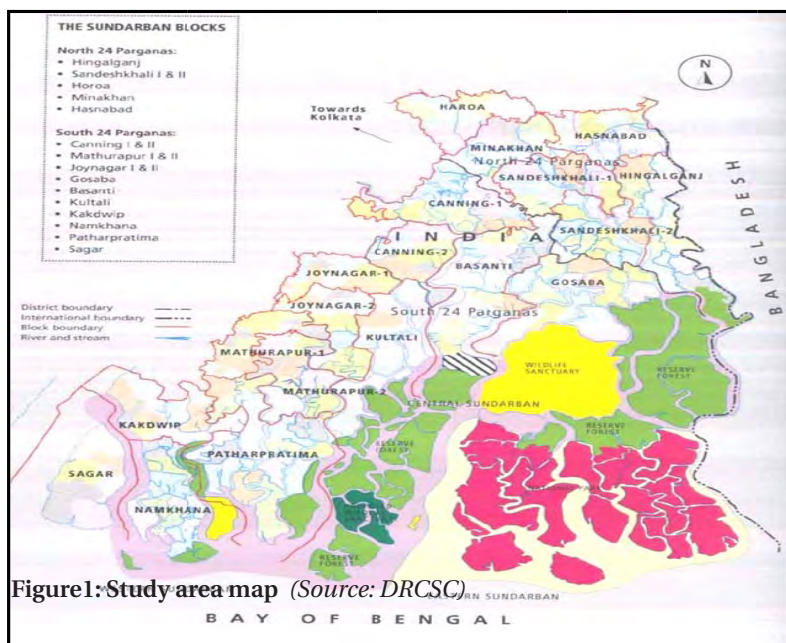 THE SUNDARBAN BLOCKS
North 24 Parganas:
• Hingalganj
• Sandeshkhali I & II
• Horoa
• Minakhan
• Hasnabad
South 24 Parganas:
• Canning I & II
• Mathurapur I & II
• Joynagar I & II
• Gosaba
• Basanti
• Kultali
• Kakdwip
• Namkhana
• Patharpratima
• Sagar
District boundary
International boundary
Block boundary
River and stream
N
Towards
Kolkata
HAROA
HASNABAD
MINAKHAN
North 24 Parganas
SANDESHKHALI-1
HINGALGANJ
BANGLADESH
CANNING-1
INDIA
SANDESHKHALI-2
CANNING-2
BASANTI
JOYNAGAR-1
GOSABA
JOYNAGAR-2
South 24 Parganas
KULTALI
MATHURAPUR-1
WILDLIFE
SANCTUARY
RESERVE
FOREST
MATHURAPUR-2
CENTRAL SUNDARBAN
KAKDWIP
RESERVE
FOREST
RESERVE
FOREST
PATHARPRATIMA
SAGAR
NAMKHANA
RESERVE
FOREST
Figure1: Study area map (Source: DRCSC)
EASTERN SUNDARBAN
BAY OF BENGAL